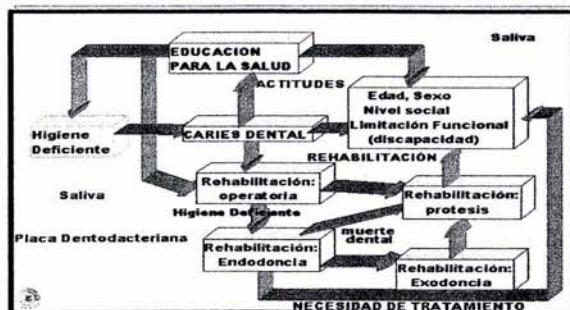 Saliva
EDUCACION
PARA LA SALUD
ACTITUDES
Edad, Sexo
Nivel social
Limitación Funcional
(discapacidad)
Higiene
Deficiente
CARIES DENTAL
REHABILITACIÓN
Saliva
Rehabilitación:
operatoria
Rehabilitación:
protesis
Higiene Deficiente
Placa Dentodacteriana
Rehabilitación:
Endodoncia
muerte
dental
Rehabilitación:
Exodoncia
NECESIDAD DE TRATAMIENTO